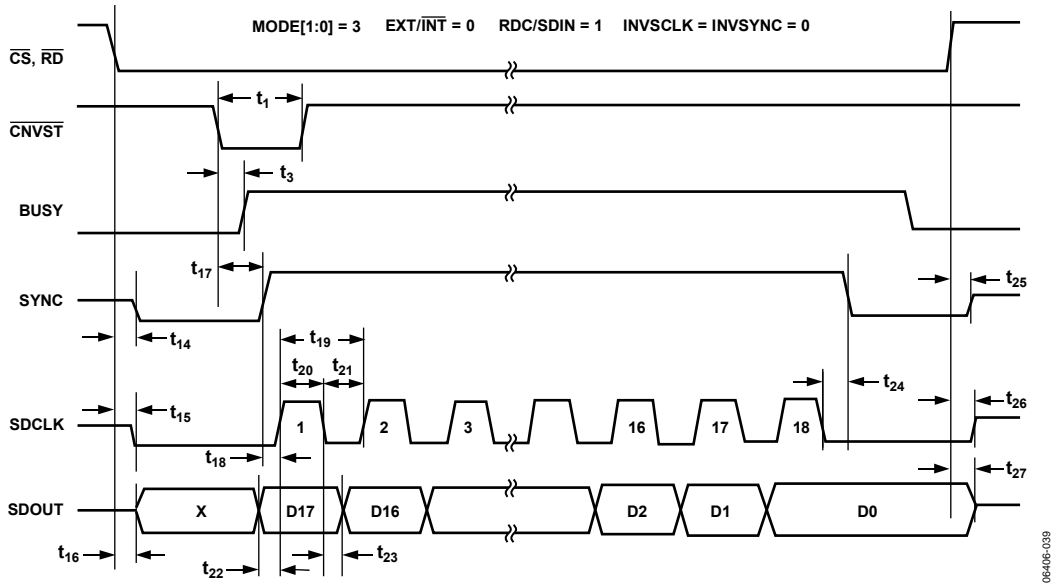 MODE[1:0] = 3 EXT/INT = 0 RDC/SDIN = 1 INVSCLK = INVSYNC = 0
CS, RD
t1
CNVST
t3
BUSY
t17
SYNC
t25
t14
t19
t20
t21
t24
t15
t26
SDCLK
1
2
3
16
17
18
t18
t27
SDOUT
X
D17
D16
D2
D1
D0
t16
t22
t23
06406-039